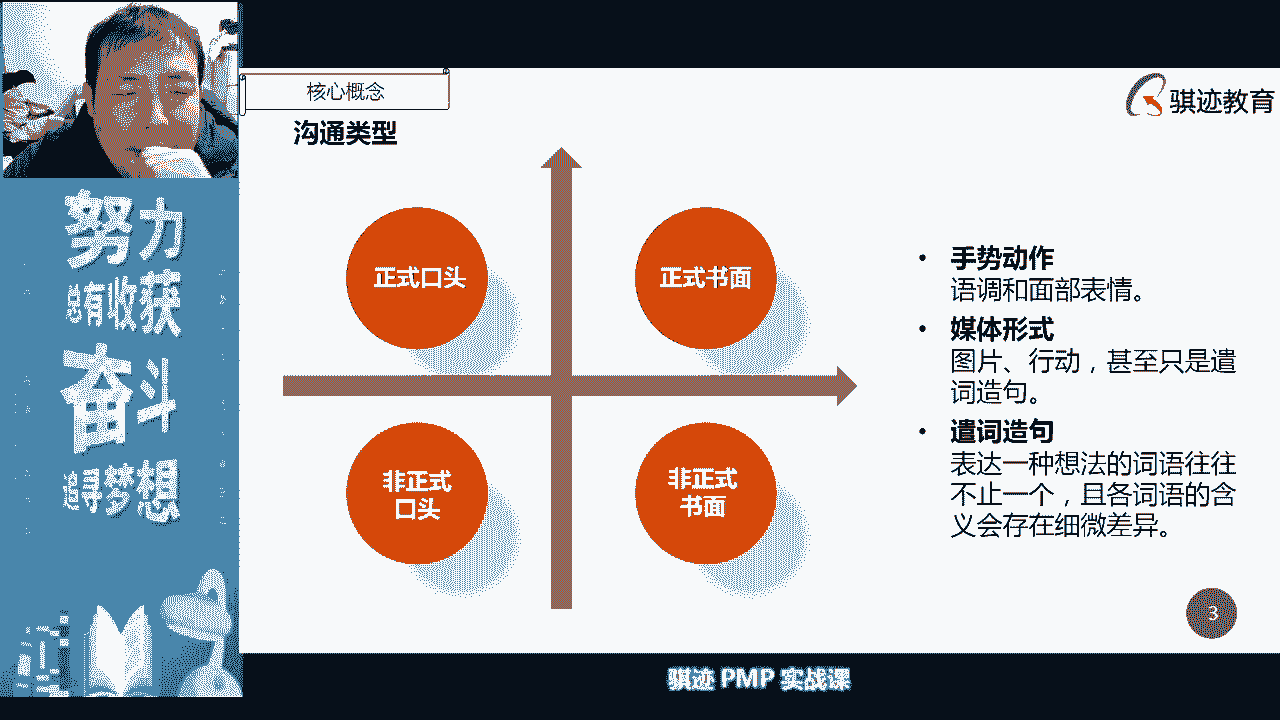 努力
总有收获
奋斗
追寻梦想
核心概念
骐迹教育
沟通类型
正式口头
正式书面
非正式
口头
非正式
书面
• 手势动作
语调和面部表情。
• 媒体形式
图片、行动，甚至只是遣
词造句。
• 遣词造句
表达一种想法的词语往往
不止一个，且各词语的含
义会存在细微差异。
3
骐迹 PMP 实战课